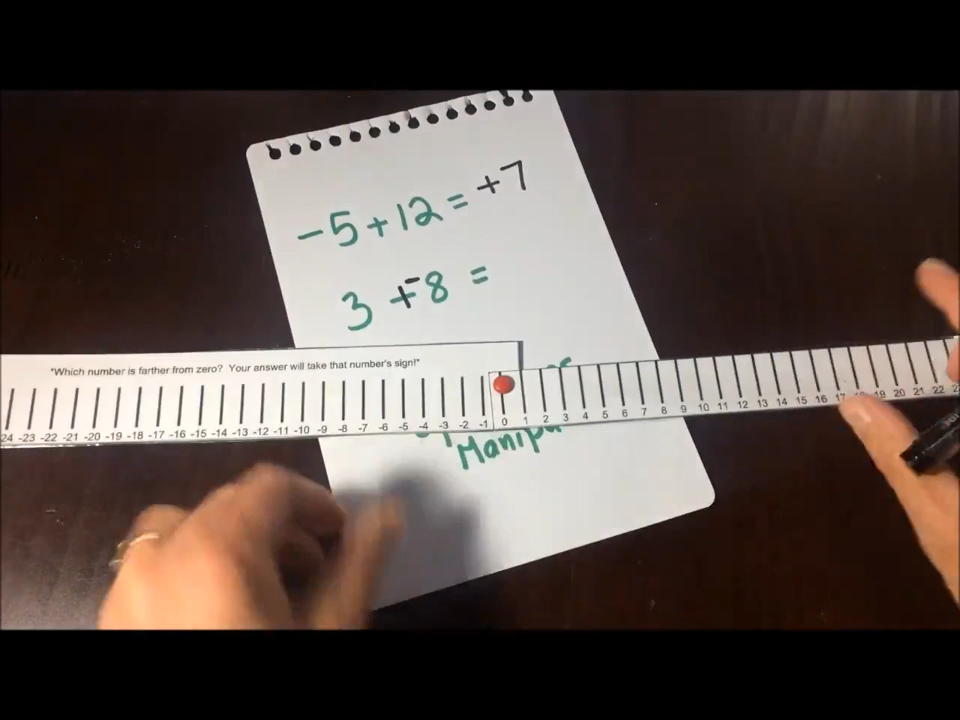 -5+12= +7
3 +-8 =
"Which number is farther from zero? Your answer will take that number's sign!"
-24 -23 -22 -21 -20 -19 -18 -17 -16 -15 -14 -13 -12 -11 -10 -9 -8 -7 -6 -5 -4 -3 -2 -1 0 1 2 3 4 5 6 7 8 9 10 11 12 13 14 15 16 17 18 19 20 21 22